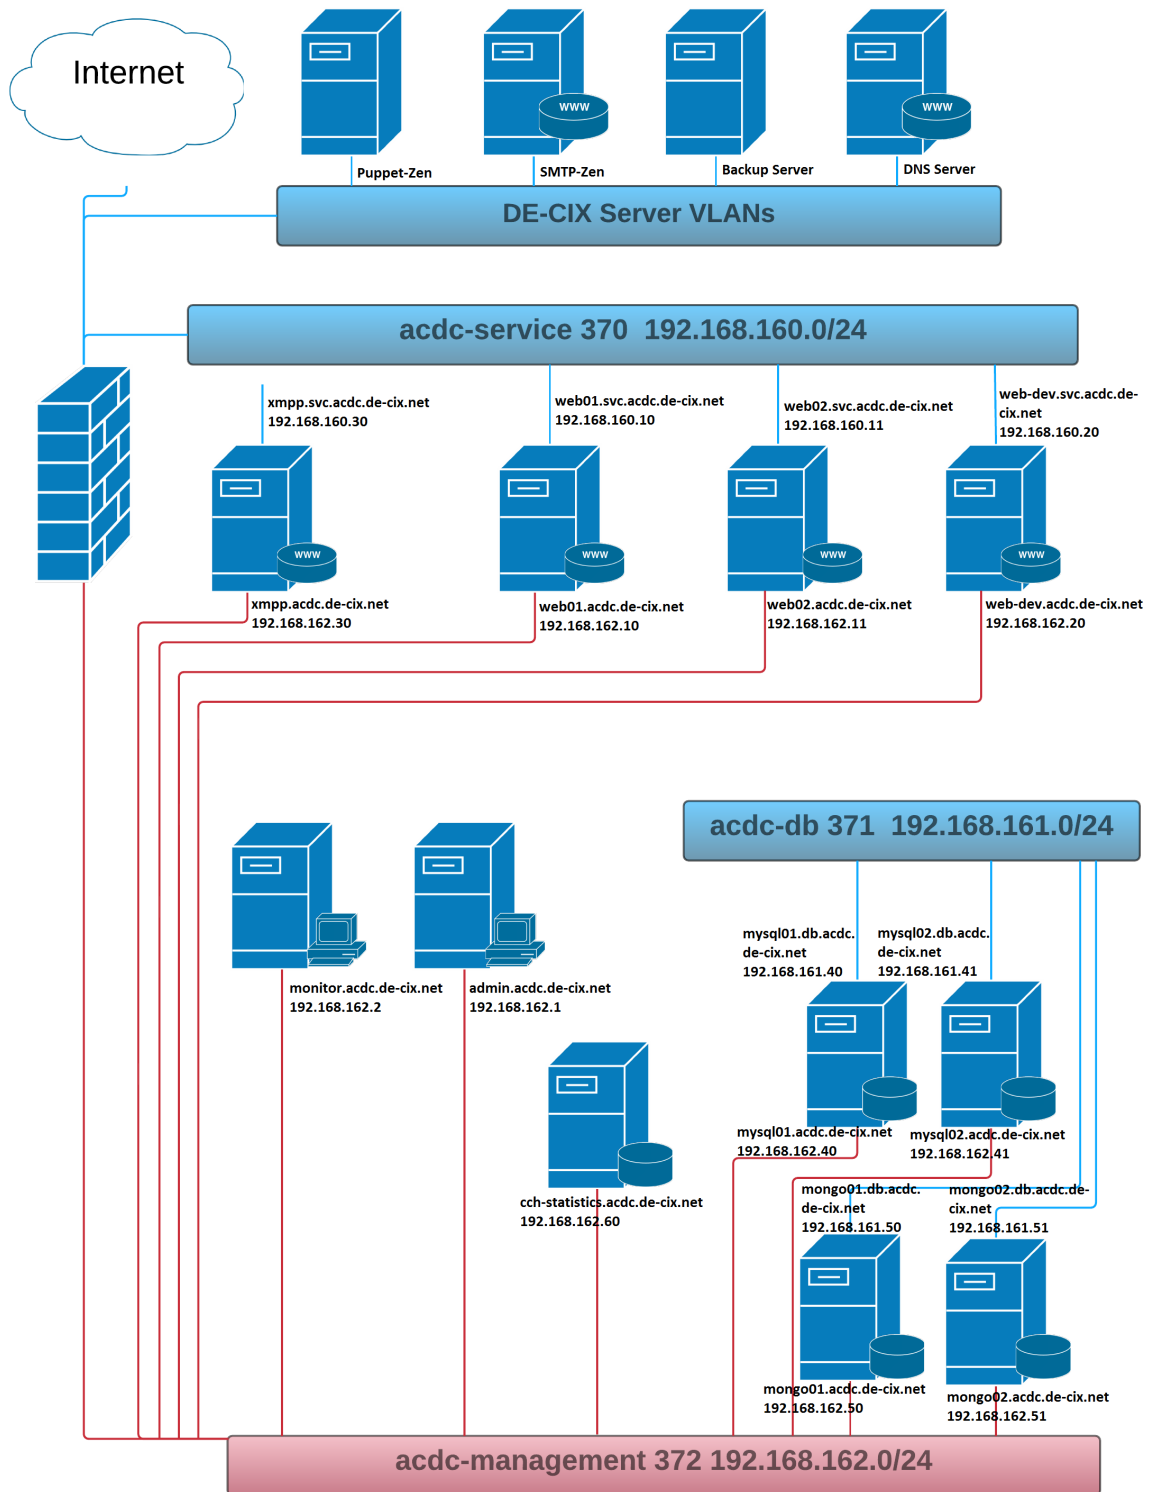 Internet
Puppet-Zen
WWW
SMTP-Zen
Backup Server
WWW
DNS Server
DE-CIX Server VLANs
acdc-service 370  192.168.160.0/24
xmpp.svc.acdc.de-cix.net
192.168.160.30
web01.svc.acdc.de-cix.net
192.168.160.10
web02.svc.acdc.de-cix.net
192.168.160.11
web-dev.svc.acdc.de-
cix.net
192.168.160.20
WWW
WWW
WWW
WWW
xmpp.acdc.de-cix.net
192.168.162.30
web01.acdc.de-cix.net
192.168.162.10
web02.acdc.de-cix.net
192.168.162.11
web-dev.acdc.de-cix.net
192.168.162.20
acdc-db 371  192.168.161.0/24
mysql01.db.acdc.
de-cix.net
192.168.161.40
mysql02.db.acdc.
de-cix.net
192.168.161.41
monitor.acdc.de-cix.net
192.168.162.2
admin.acdc.de-cix.net
192.168.162.1
mysql01.acdc.de-cix.net
192.168.162.40
mysql02.acdc.de-cix.net
192.168.162.41
cch-statistics.acdc.de-cix.net
192.168.162.60
mongo01.db.acdc.
de-cix.net
192.168.161.50
mongo02.db.acdc.de-
cix.net
192.168.161.51
mongo01.acdc.de-cix.net
192.168.162.50
mongo02.acdc.de-cix.net
192.168.162.51
acdc-management 372 192.168.162.0/24